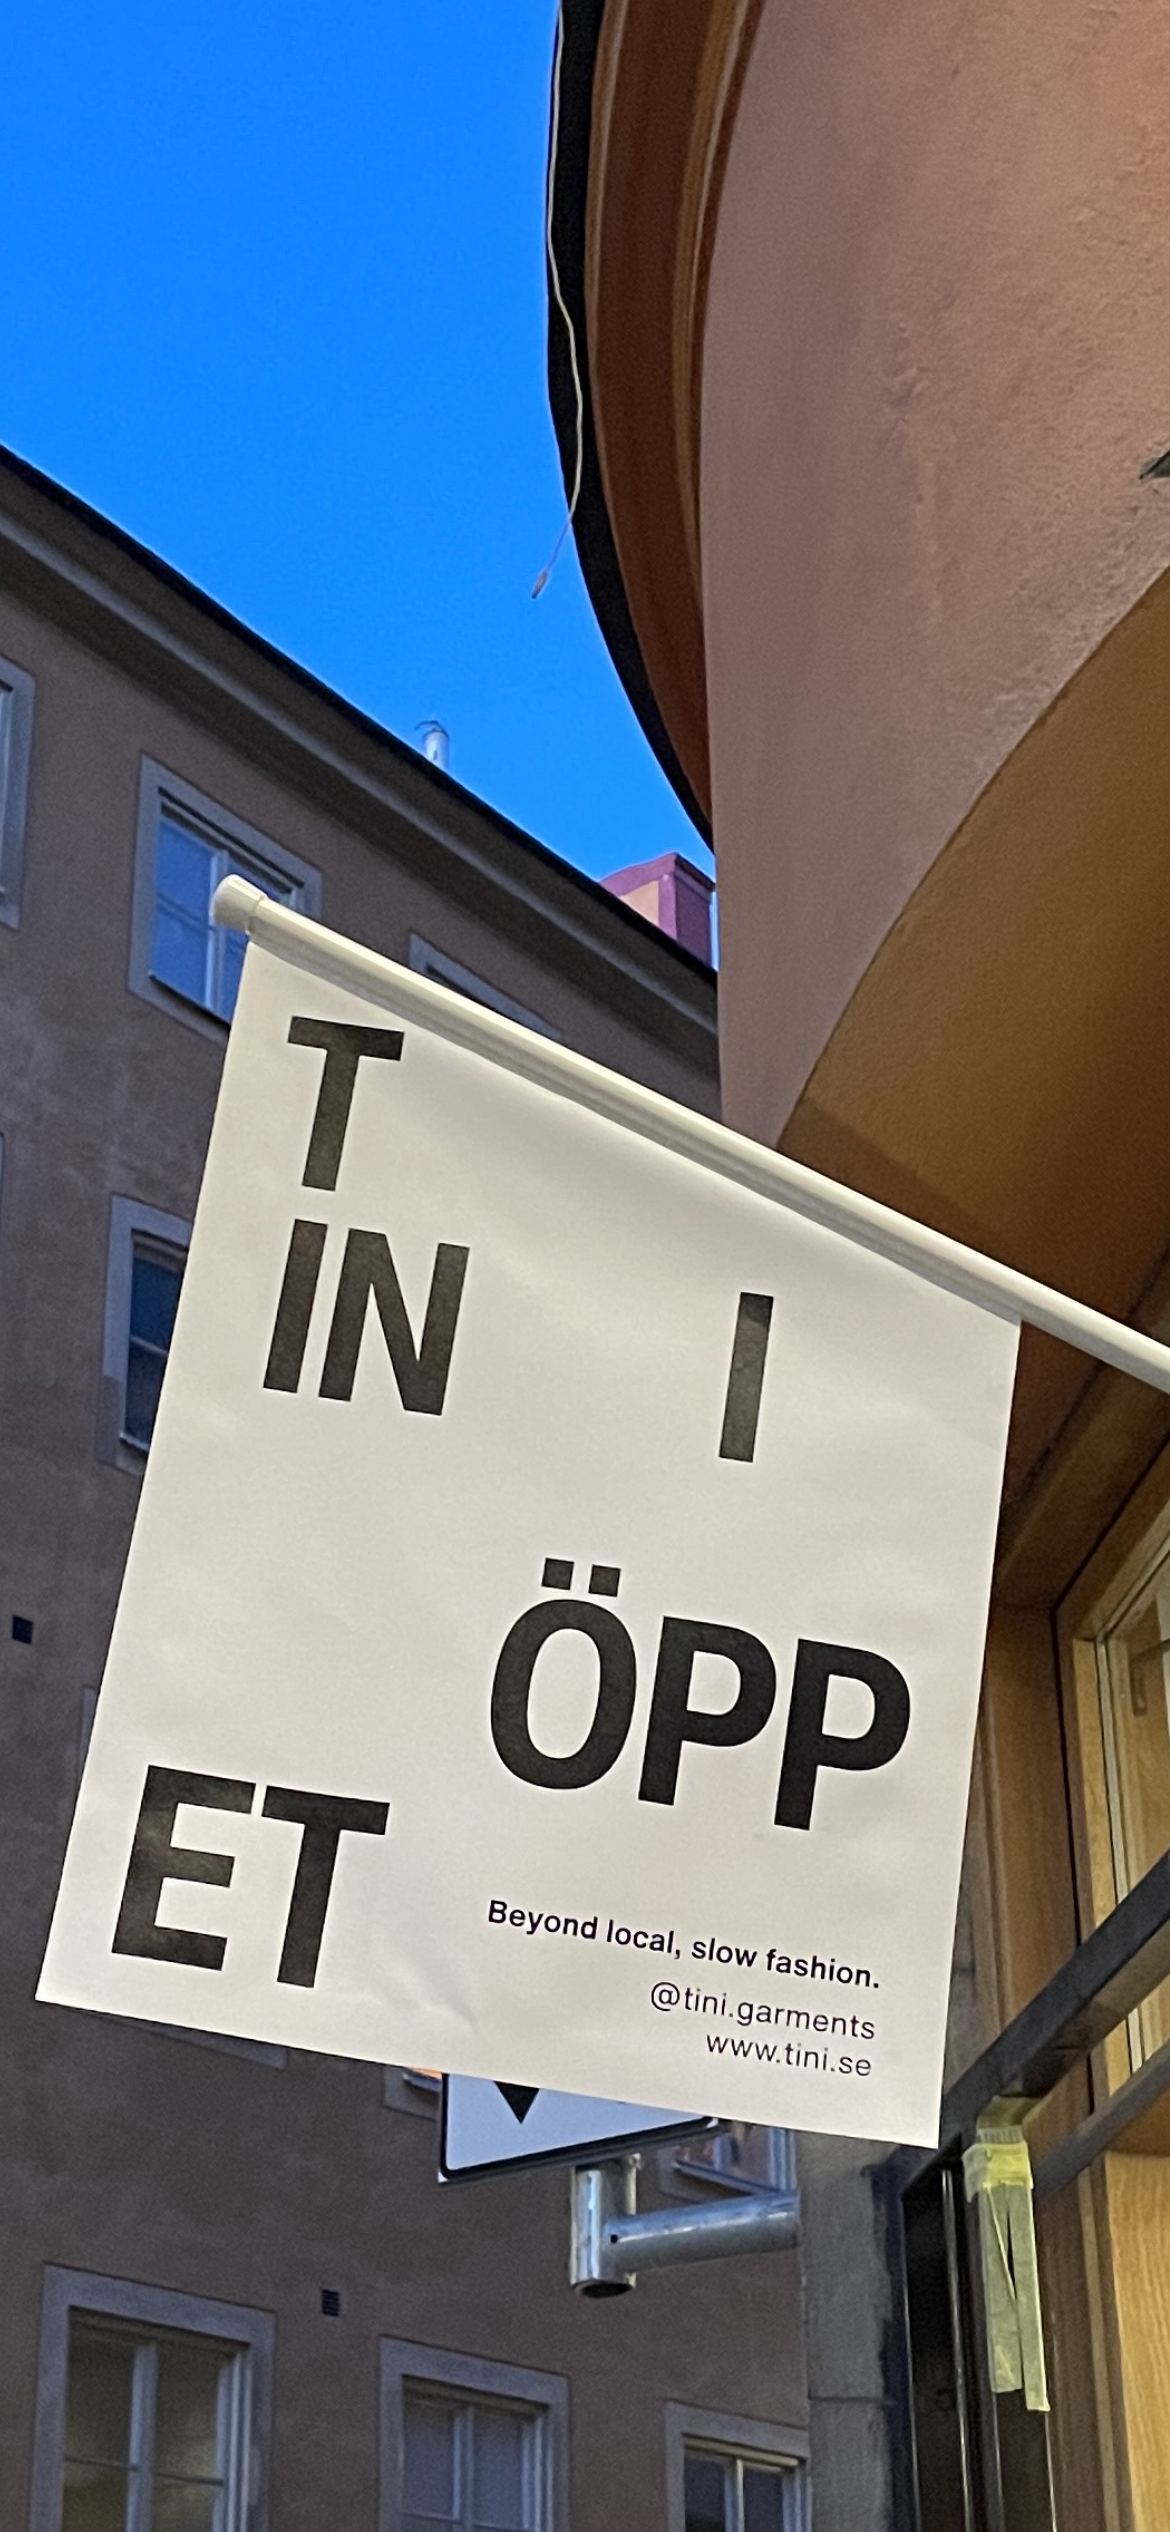 T
IN I
ÖPP
ET
Beyond local, slow fashion.
@tini.garments
www.tini.se